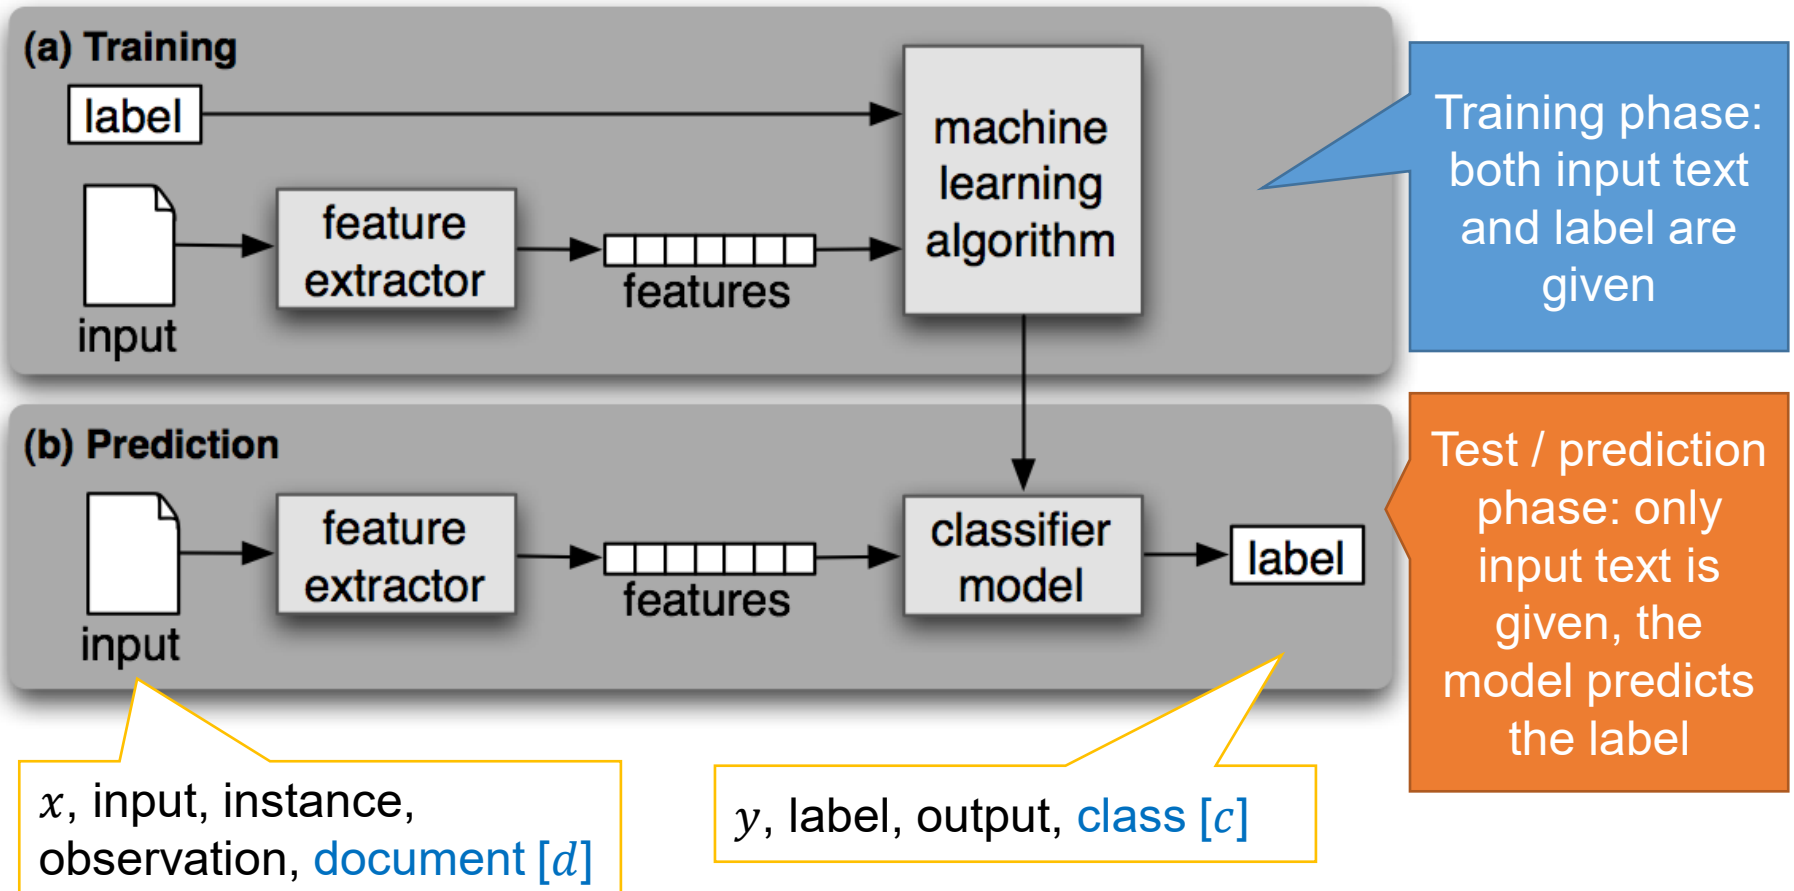 (a) Training
label
input
feature
extractor
features
machine
learning
algorithm
Training phase:
both input text
and label are
given
(b) Prediction
input
feature
extractor
features
classifier
model
label
Test / prediction
phase: only
input text is
given, the
model predicts
the label
x, input, instance,
observation, document [d]
y, label, output, class [c]